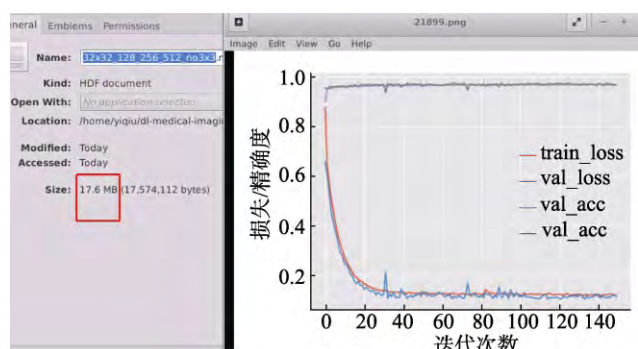 neral Emblems Permissions
Name: 32x32_128_256_512_no3x3.r
Kind: HDF document
Open With: No application selected
Location: /home/yiqiu/dl-medical-imagi
Modified: Today
Accessed: Today
Size: 17.6 MB (17,574,112 bytes)
21899.png
Image Edit View Go Help
损失/精确度
1.0
0.8
0.6
0.4
0.2
train_loss
val_loss
val_acc
val_acc
0 20 40 60 80 100 120 140
迭代次数